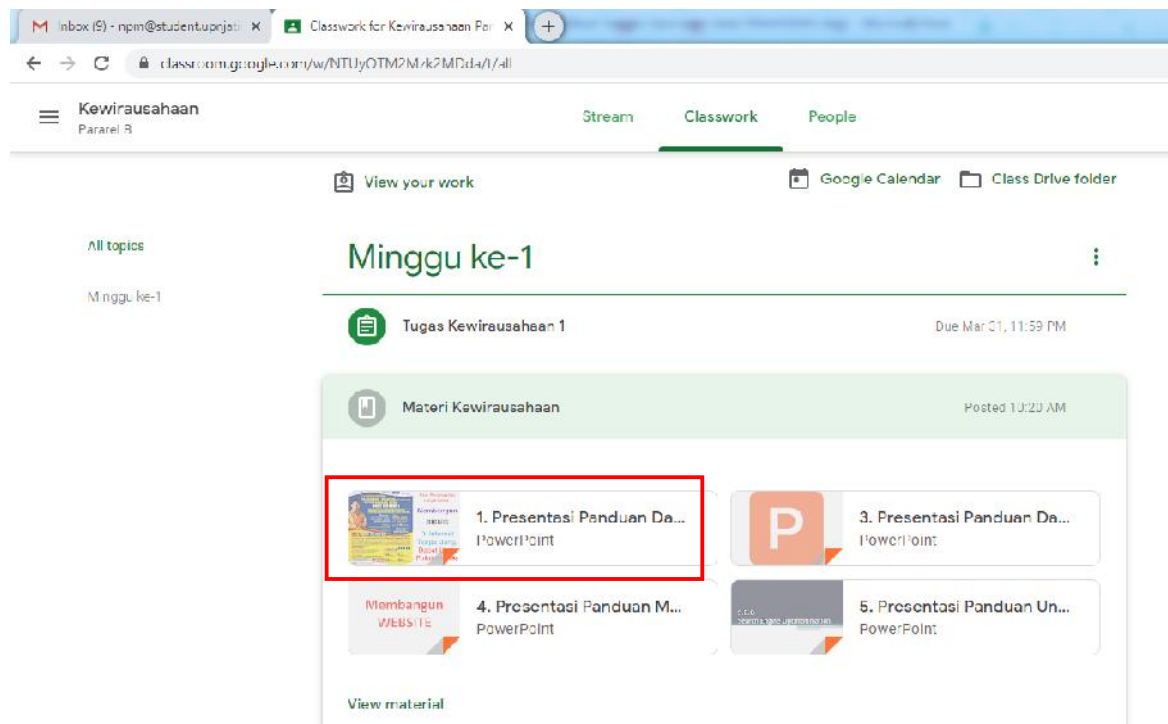 Inbox (9) - npm@student.upnjati
Classwork for Kewirausahaan Par
classroom.google.com/w/
Kewirausahaan
Pararel B
Stream
Classwork
People
View your work
Google Calendar
Class Drive folder
All topics
Minggu ke-1
Minggu ke-1
Tugas Kewirausahaan 1
Due Mar 31, 11:59 PM
Materi Kewirausahaan
Posted 10:20 AM
1. Presentasi Panduan Da...
PowerPoint
P
3. Presentasi Panduan Da...
PowerPoint
Membangun
WEBSITE
4. Presentasi Panduan M...
PowerPoint
5. Presentasi Panduan Un...
PowerPoint
View material